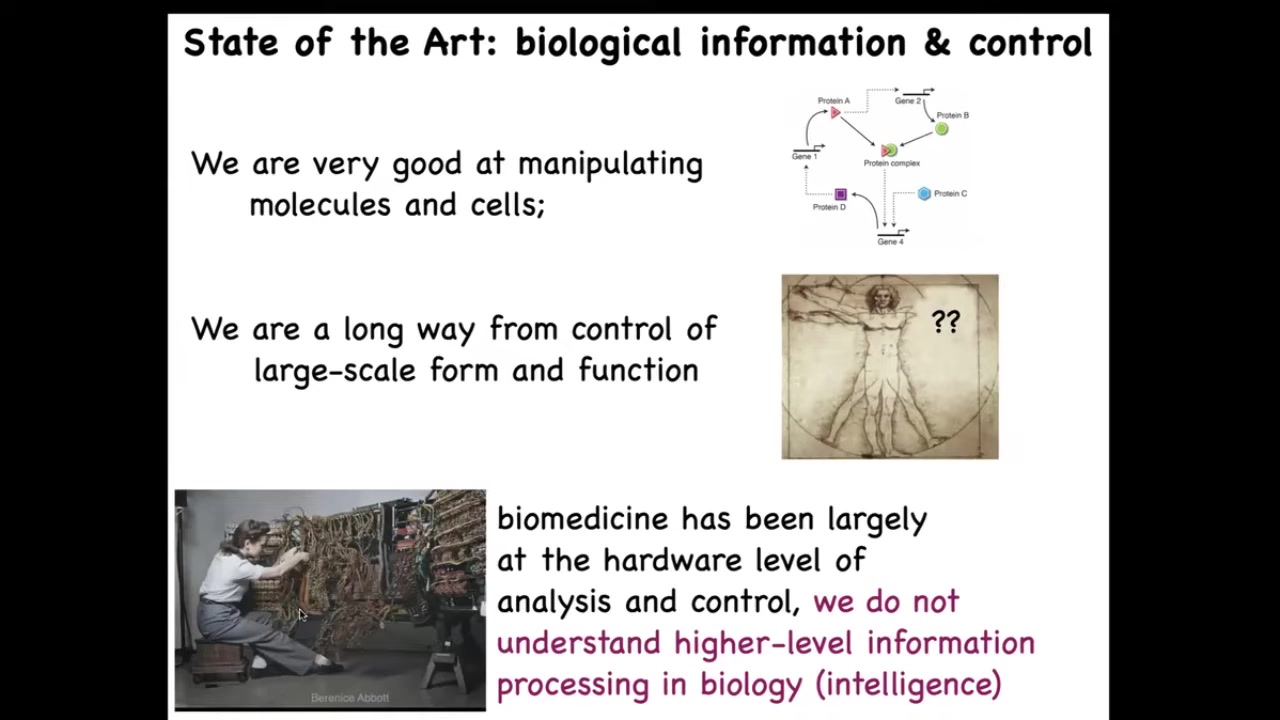 State of the Art: biological information & control
We are very good at manipulating
molecules and cells;
Protein A
Gene 2
Protein B
Gene 1
Protein complex
Protein D
Protein C
Gene 4
We are a long way from control of
large-scale form and function
??
biomedicine has been largely
at the hardware level of
analysis and control, we do not
understand higher-level information
processing in biology (intelligence)
Berenice Abbott